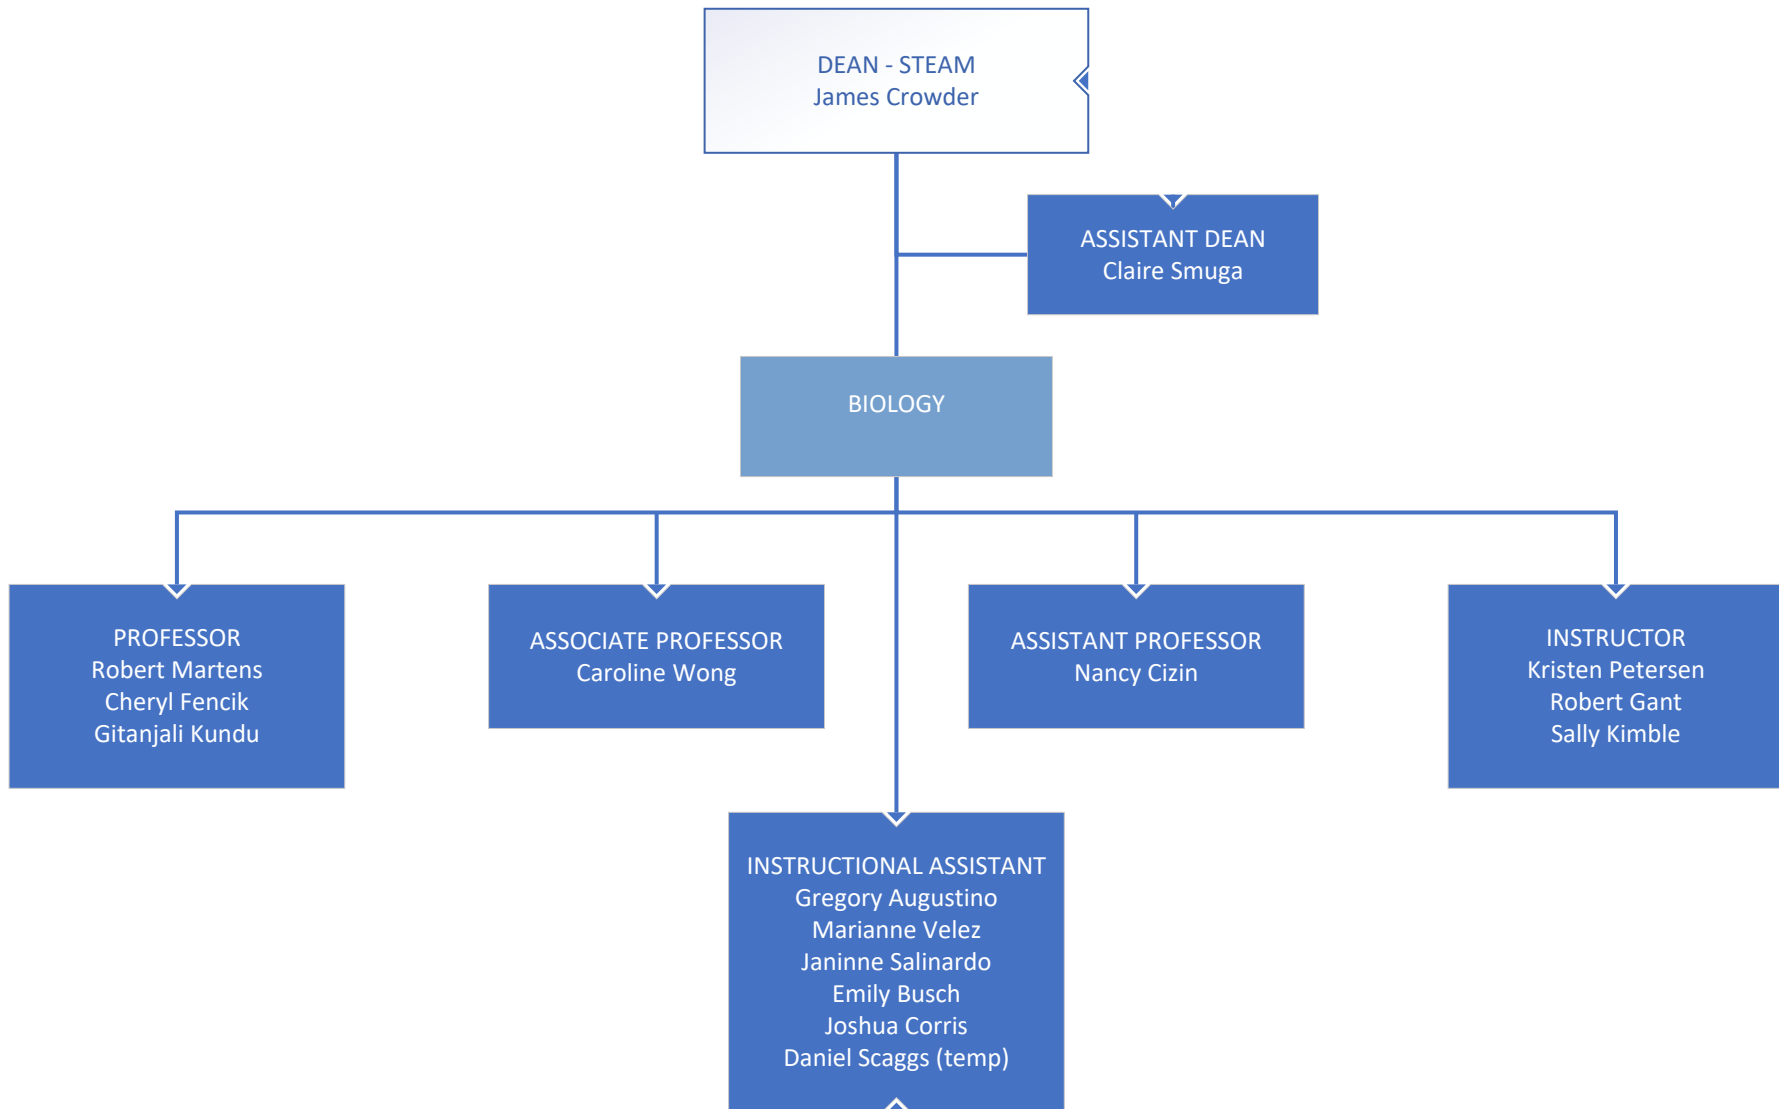 DEAN - STEAM
James Crowder
ASSISTANT DEAN
Claire Smuga
BIOLOGY
PROFESSOR
Robert Martens
Cheryl Fencik
Gitanjali Kundu
ASSOCIATE PROFESSOR
Caroline Wong
ASSISTANT PROFESSOR
Nancy Cizin
INSTRUCTOR
Kristen Petersen
Robert Gant
Sally Kimble
INSTRUCTIONAL ASSISTANT
Gregory Augustino
Marianne Velez
Janinne Salinardo
Emily Busch
Joshua Corris
Daniel Scaggs (temp)